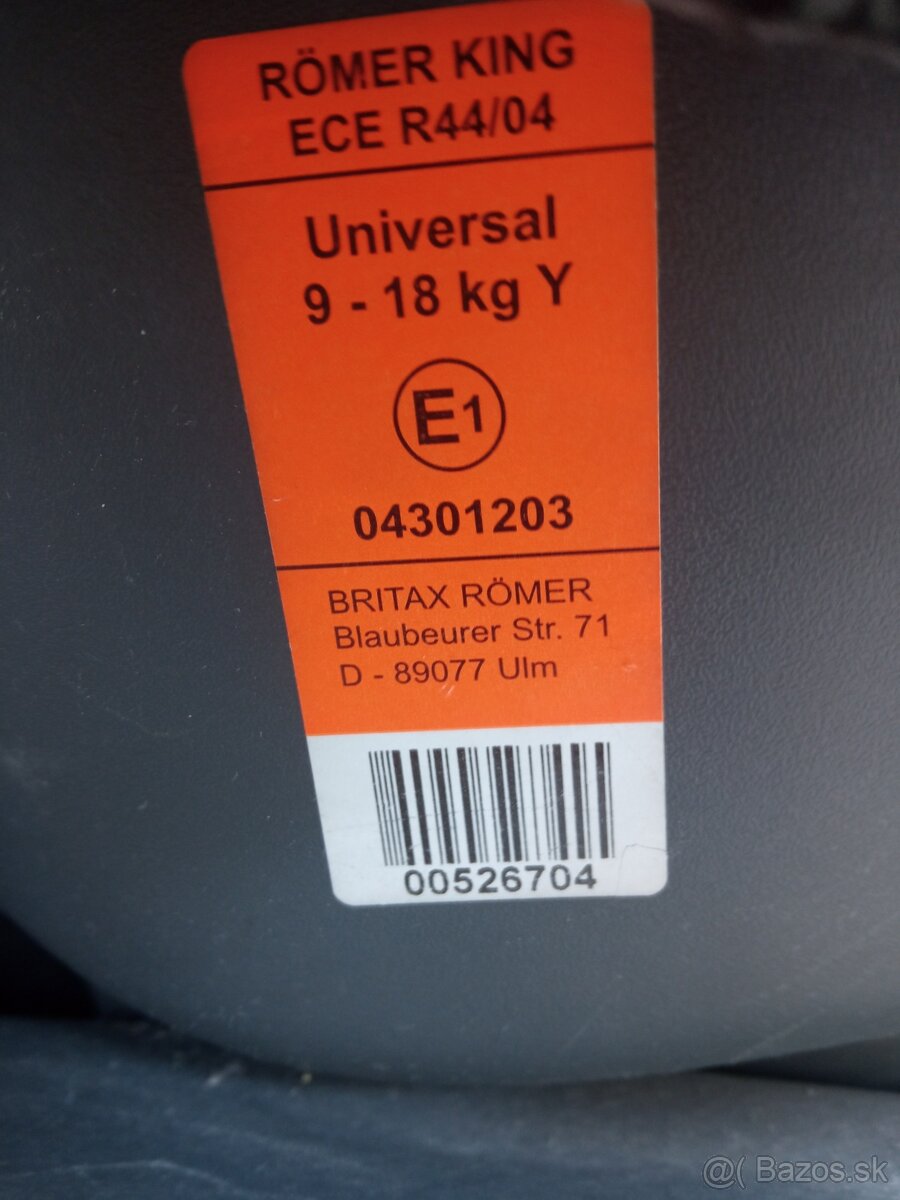 RÖMER KING
ECE R44/04
Universal
9 - 18 kg Y
E1
04301203
BRITAX RÖMER
Blaubeurer Str. 71
D - 89077 Ulm
00526704
@( Bazos.sk